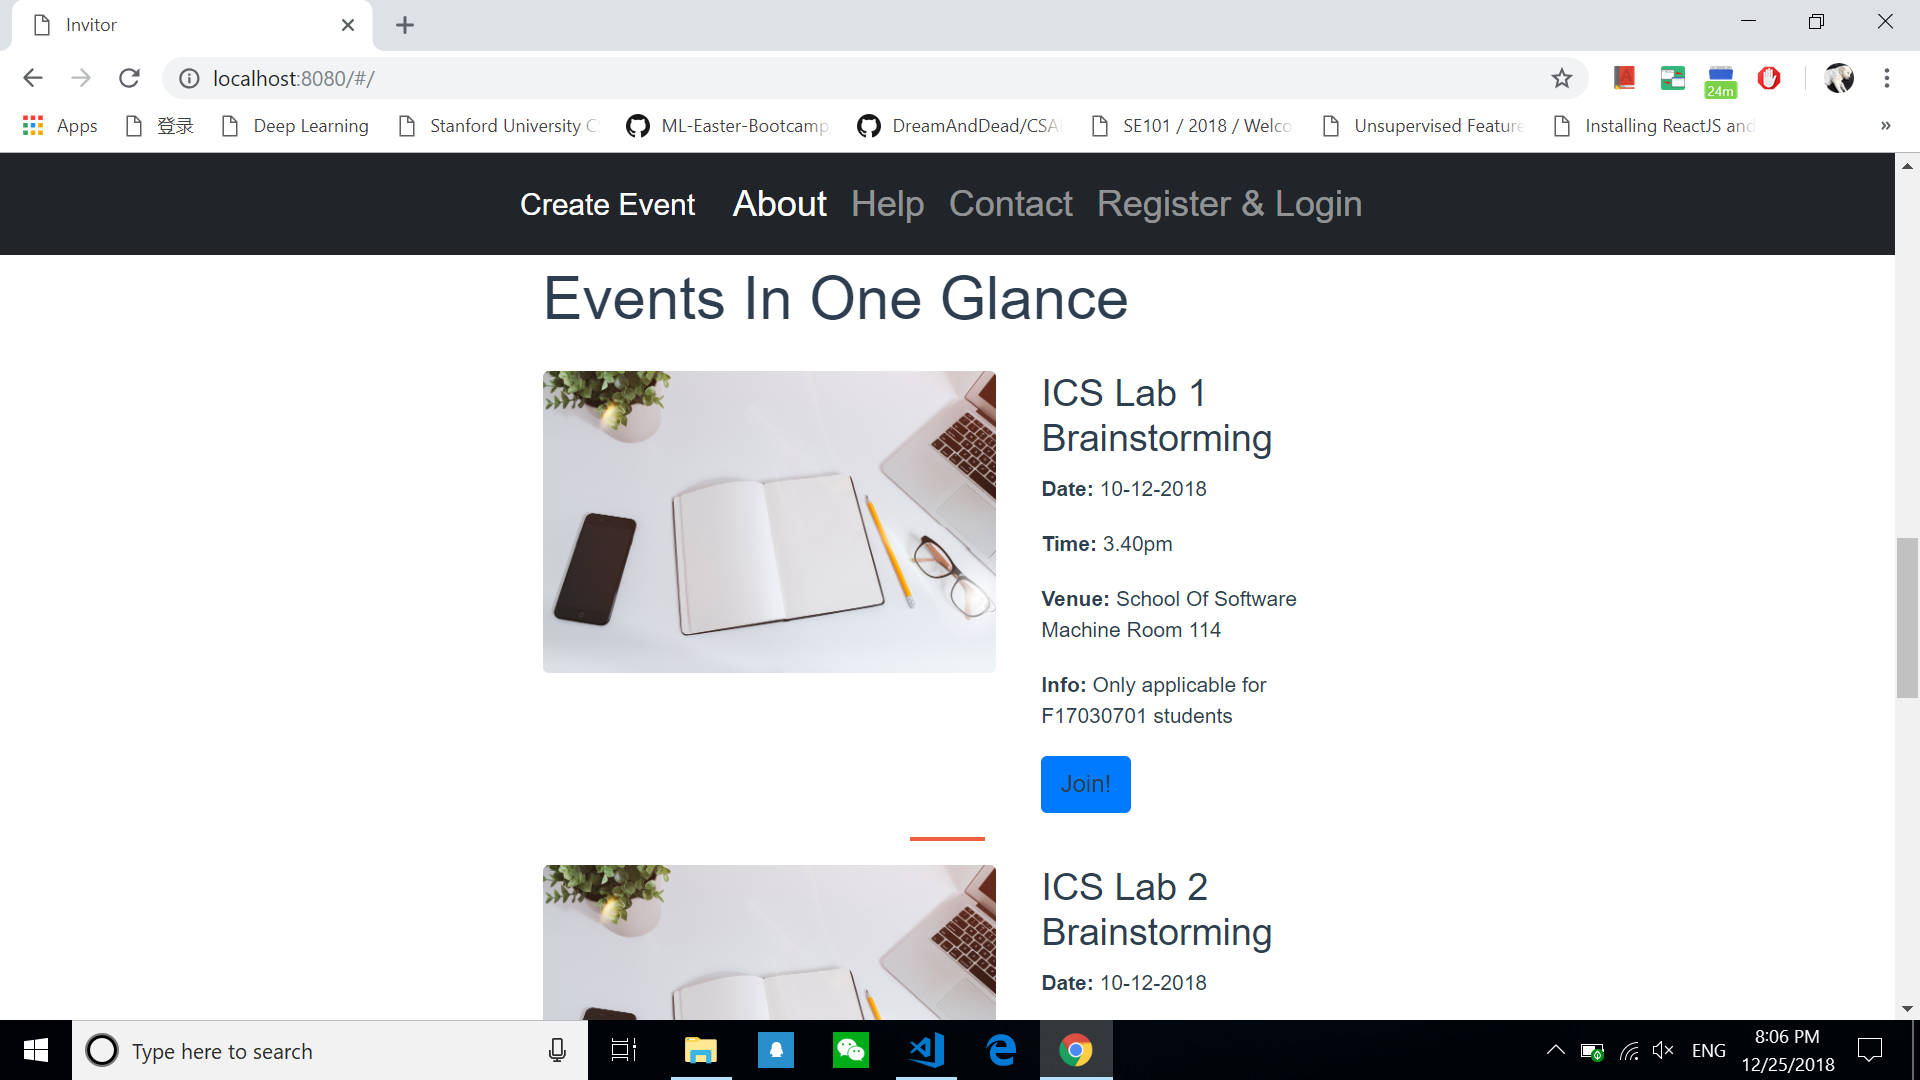 Invitor
localhost:8080/#/
24m
Apps
登录
Deep Learning
Stanford University
ML-Easter-Bootcamp
DreamAndDead/CSA
SE101 / 2018 / Welco
Unsupervised Feature
Installing ReactJS and
»
Create Event
About
Help
Contact
Register & Login
Events In One Glance
ICS Lab 1
Brainstorming
Date: 10-12-2018
Time: 3.40pm
Venue: School Of Software
Machine Room 114
Info: Only applicable for
F17030701 students
Join!
ICS Lab 2
Brainstorming
Date: 10-12-2018
Type here to search
ENG
8:06 PM
12/25/2018